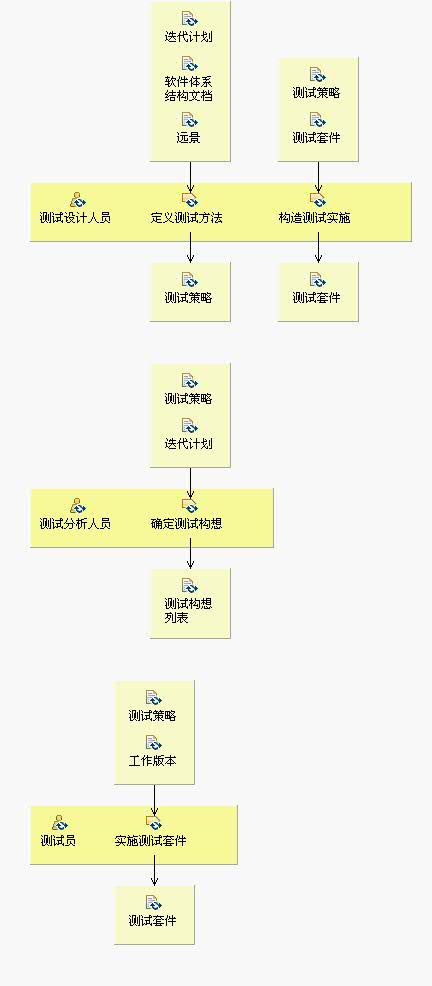 迭代计划
软件体系
结构文档
远景
测试策略
测试套件
测试设计人员
定义测试方法
构造测试实施
测试策略
测试套件
测试策略
迭代计划
测试分析人员
确定测试构想
测试构想
列表
测试策略
工作版本
测试员
实施测试套件
测试套件